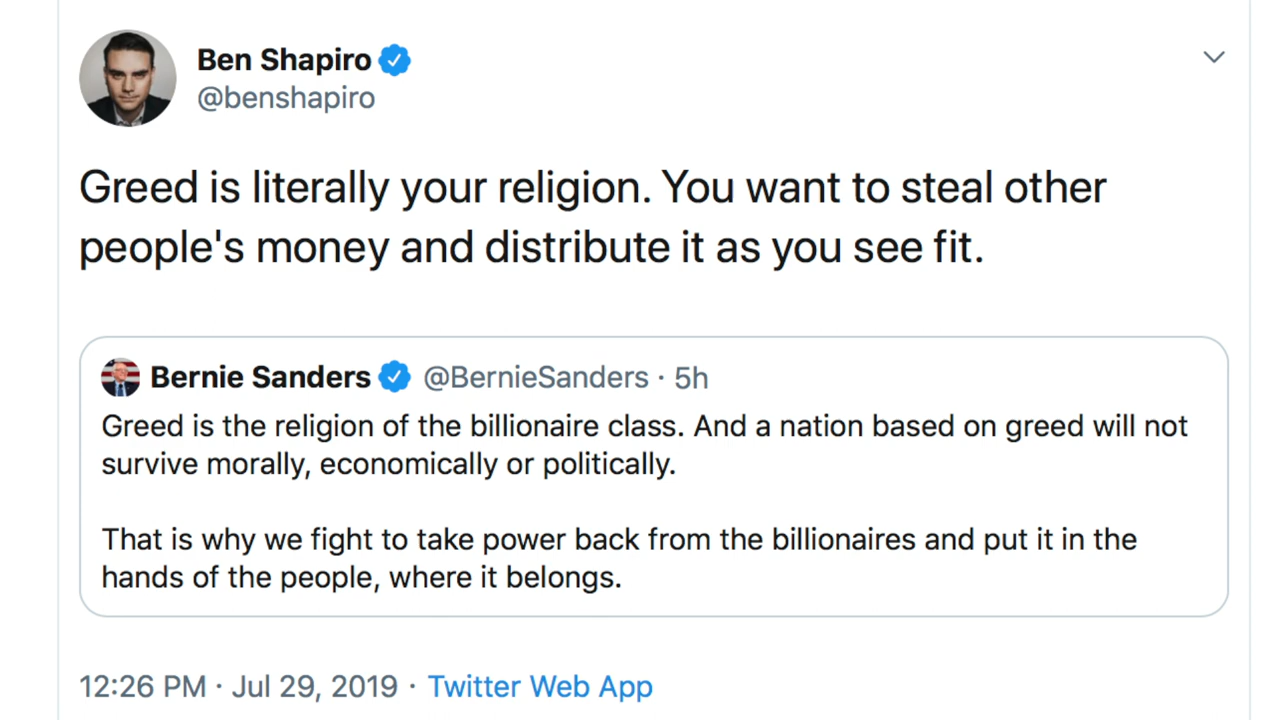 Ben Shapiro
@benshapiro
Greed is literally your religion. You want to steal other
people's money and distribute it as you see fit.
Bernie Sanders @BernieSanders · 5h
Greed is the religion of the billionaire class. And a nation based on greed will not
survive morally, economically or politically.
That is why we fight to take power back from the billionaires and put it in the
hands of the people, where it belongs.
12:26 PM · Jul 29, 2019 · Twitter Web App